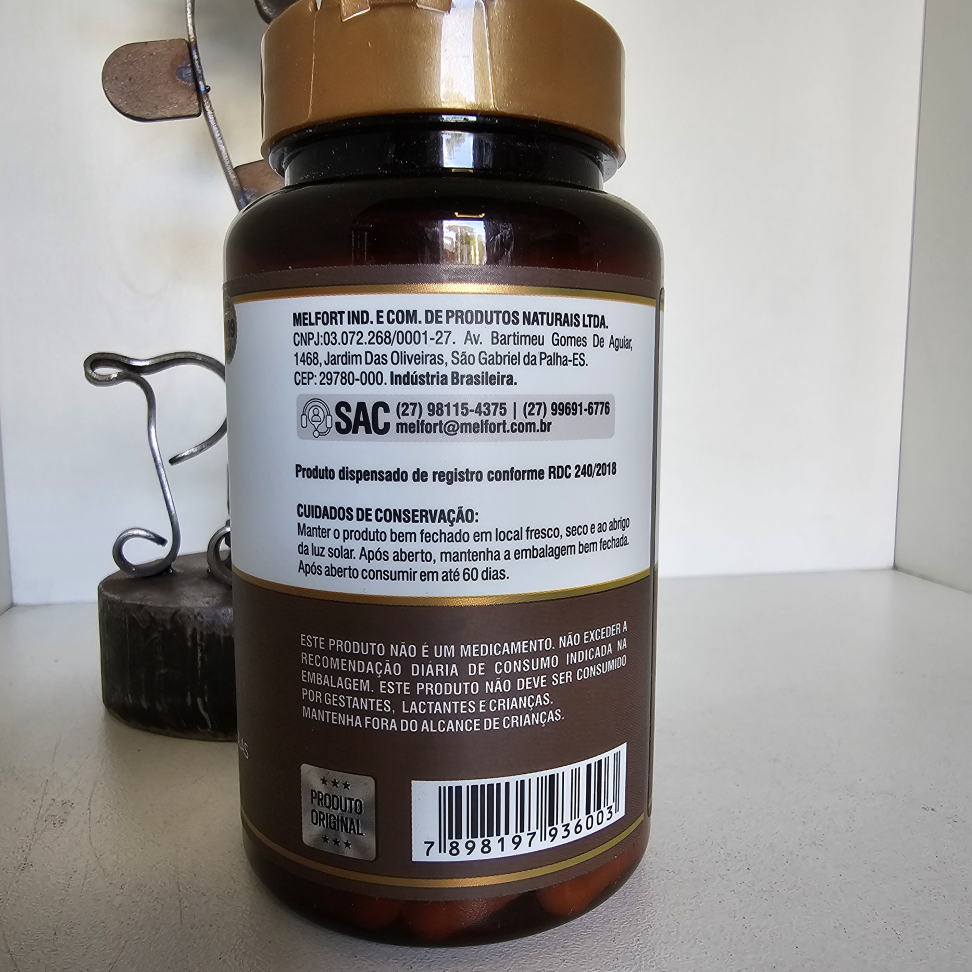 MELFORT IND. E COM. DE PRODUTOS NATURAIS LTDA.
CNPJ:03.072.268/0001-27. Av. Bartimeu Gomes De Aguiar,
1468, Jardim Das Oliveiras, São Gabriel da Palha-ES.
CEP: 29780-000. Indústria Brasileira.
SAC (27) 98115-4375 | (27) 99691-6776
melfort@melfort.com.br
Produto dispensado de registro conforme RDC 240/2018
CUIDADOS DE CONSERVAÇÃO:
Manter o produto bem fechado em local fresco, seco e ao abrigo
da luz solar. Após aberto, mantenha a embalagem bem fechada.
Após aberto consumir em até 60 dias.
ESTE PRODUTO NÃO É UM MEDICAMENTO. NÃO EXCEDER A
RECOMENDAÇÃO DIÁRIA DE CONSUMO INDICADA NA
EMBALAGEM. ESTE PRODUTO NÃO DEVE SER CONSUMIDO
POR GESTANTES, LACTANTES E CRIANÇAS.
MANTENHA FORA DO ALCANCE DE CRIANÇAS.
PRODUTO
ORIGINAL
7 898197 936003